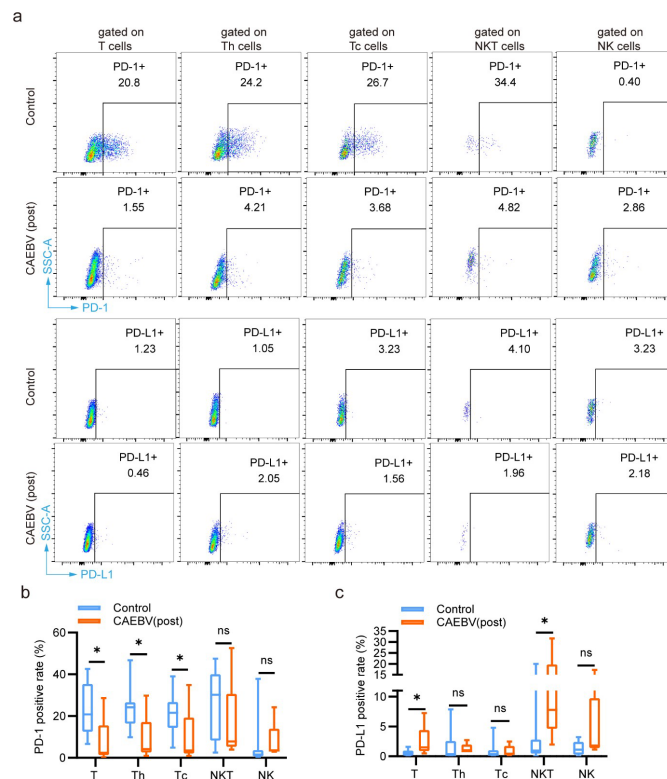 a
gated on T cells
gated on Th cells
gated on Tc cells
gated on NKT cells
gated on NK cells
Control
PD-1+
20.8
PD-1+
24.2
PD-1+
26.7
PD-1+
34.4
PD-1+
0.40
CAEBV (post)
PD-1+
1.55
PD-1+
4.21
PD-1+
3.68
PD-1+
4.82
PD-1+
2.86
SSC-A
PD-1
Control
PD-L1+
1.23
PD-L1+
1.05
PD-L1+
3.23
PD-L1+
4.10
PD-L1+
3.23
CAEBV (post)
PD-L1+
0.46
PD-L1+
2.05
PD-L1+
1.56
PD-L1+
1.96
PD-L1+
2.18
SSC-A
PD-L1
b
Control
CAEBV(post)
PD-1 positive rate (%)
60
40
20
0
* * * ns ns
T Th Tc NKT NK
c
Control
CAEBV(post)
PD-L1 positive rate (%)
35
30
25
20
15
10
5
0
* ns ns * ns
T Th Tc NKT NK